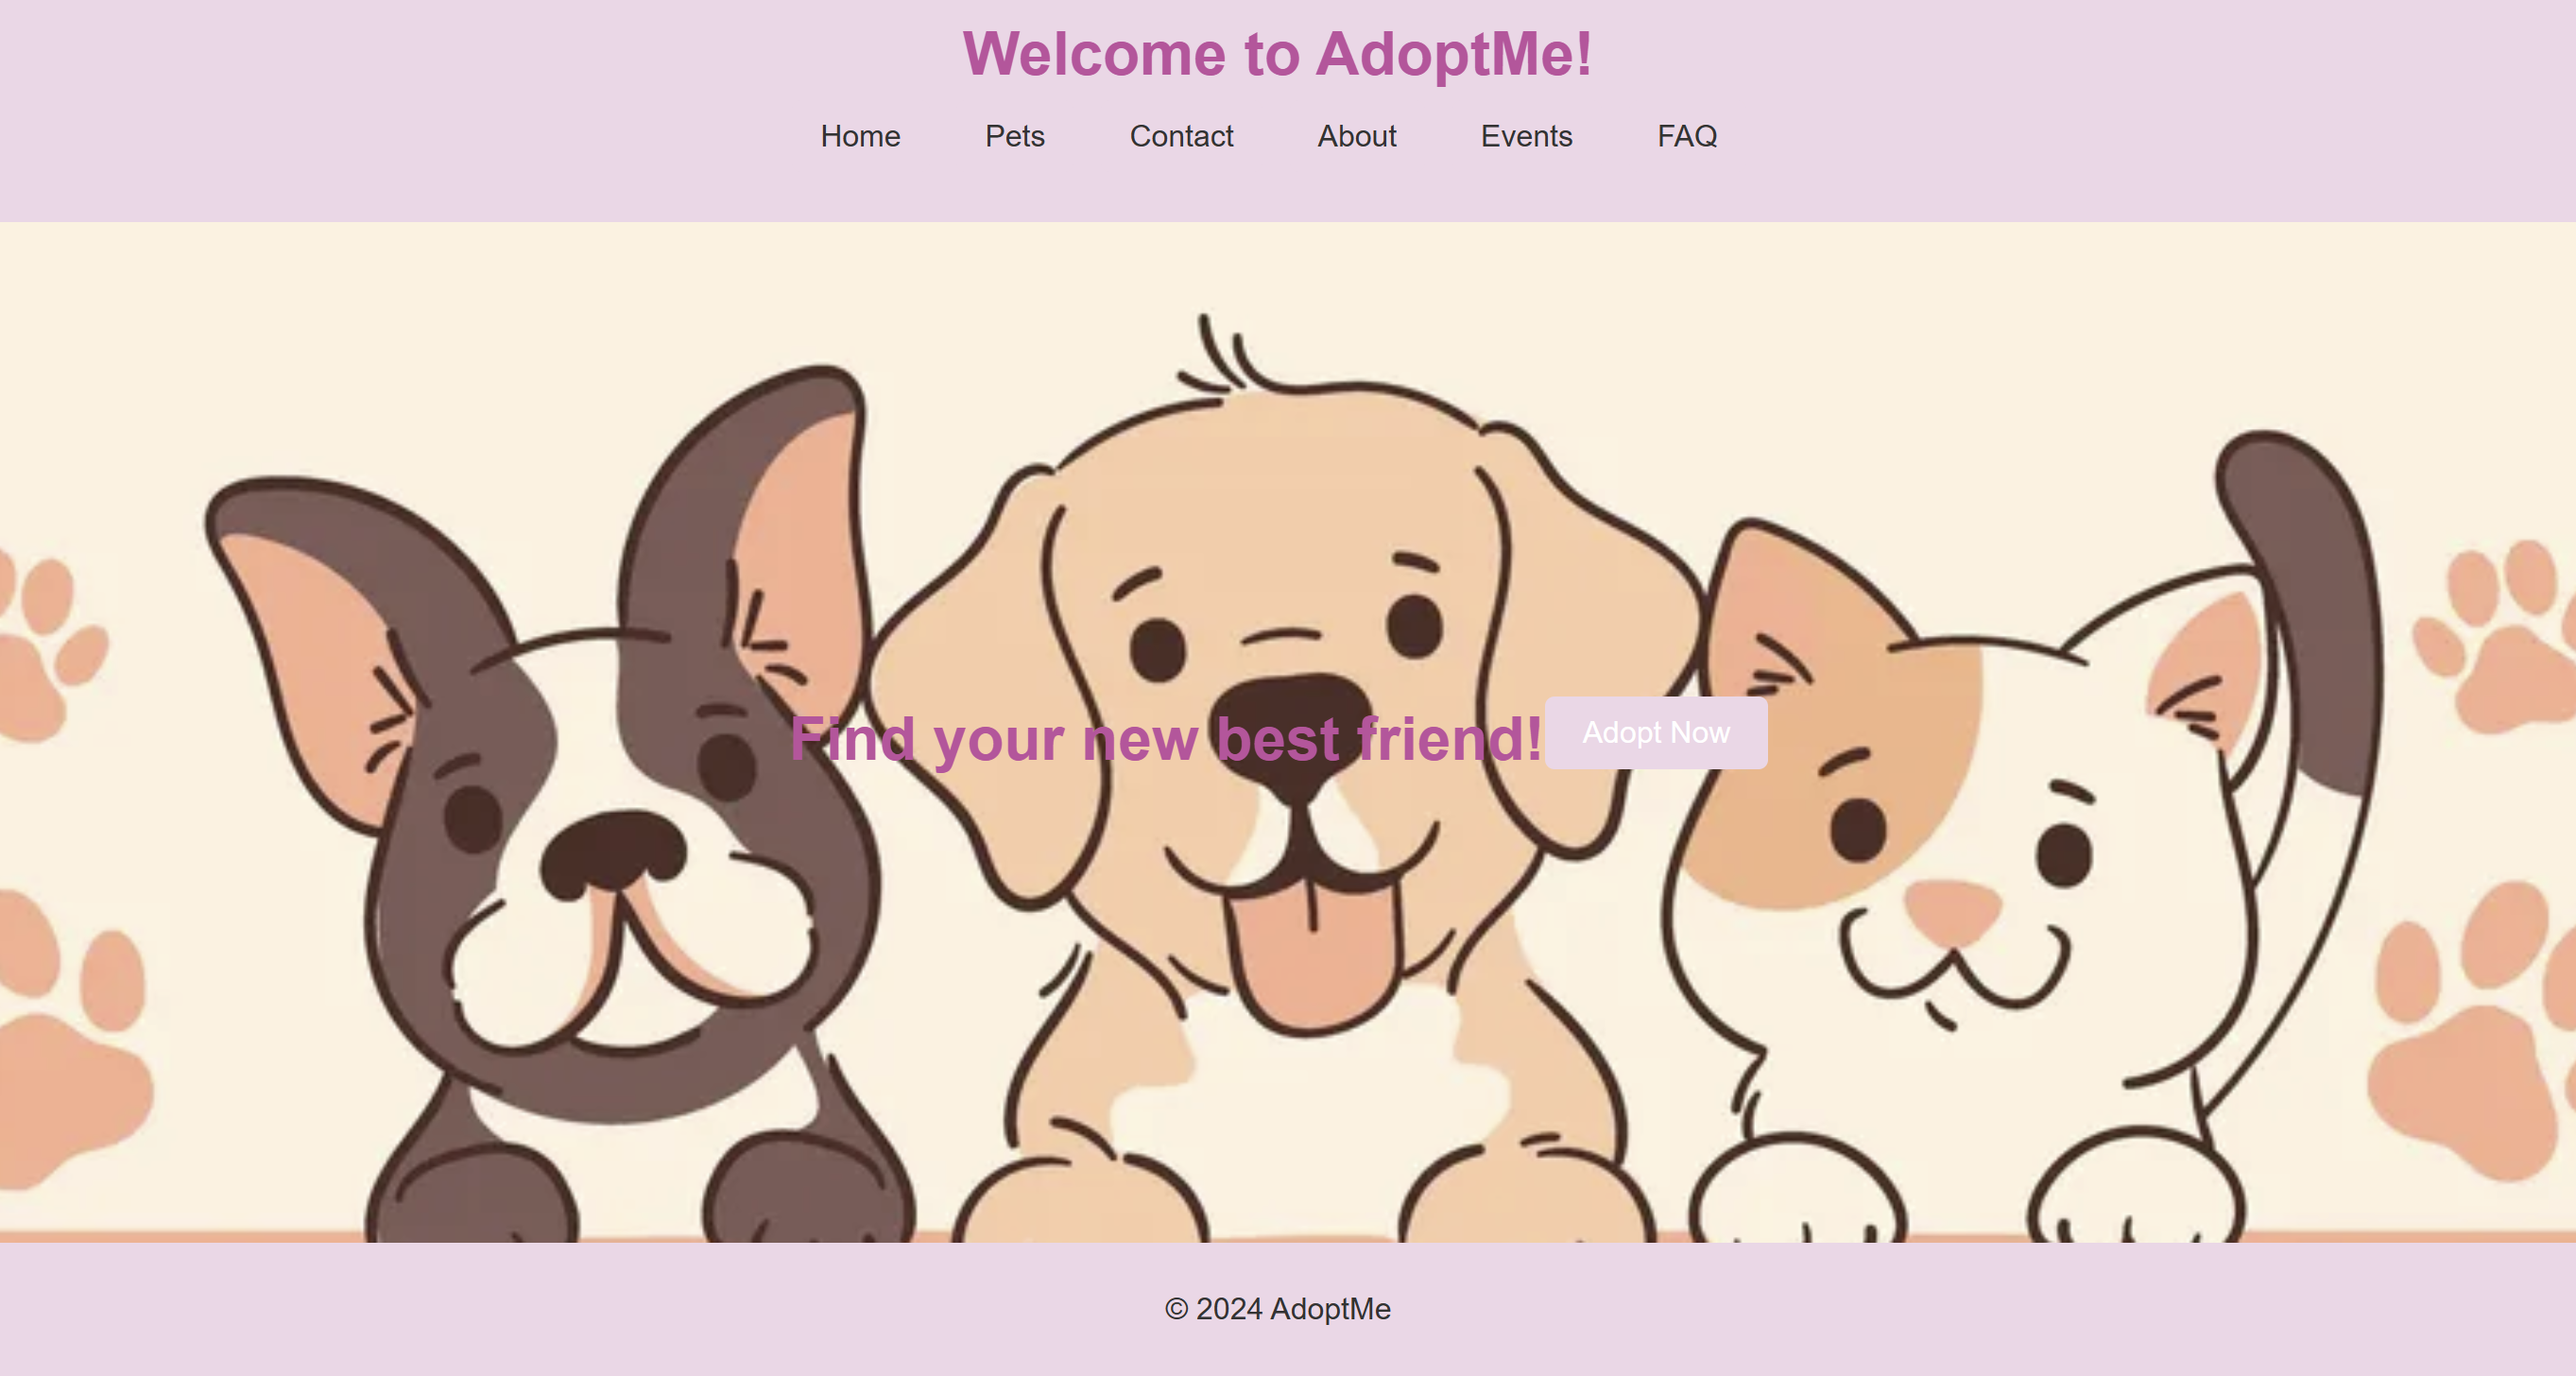 Welcome to AdoptMe!
Home Pets Contact About Events FAQ
Find your new best friend! Adopt Now
© 2024 AdoptMe